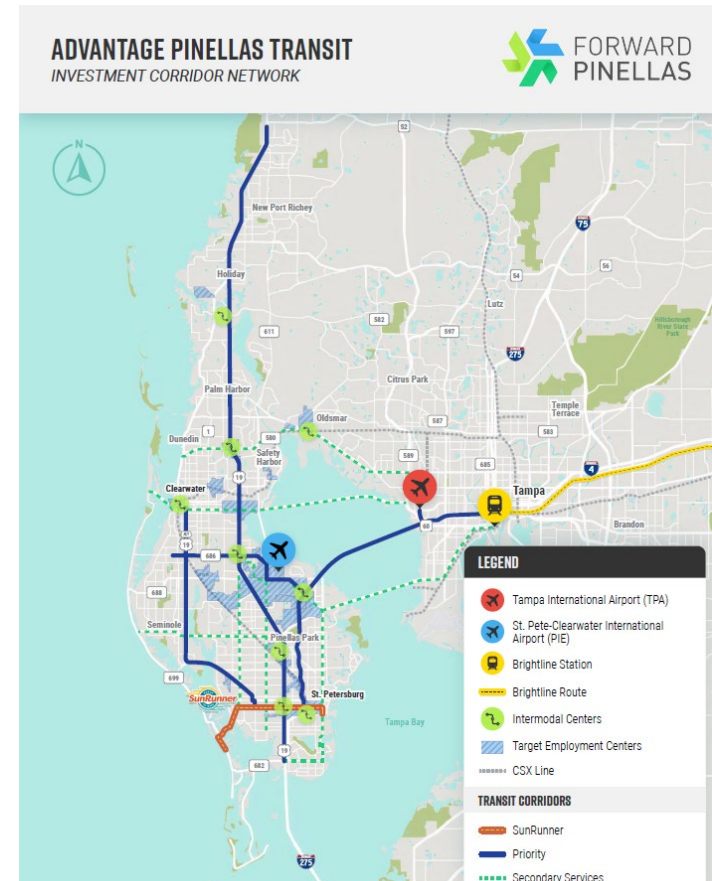 ADVANTAGE PINELLAS TRANSIT
INVESTMENT CORRIDOR NETWORK
FORWARD
PINELLAS
N
52
New Port Richey
75
Holiday
54
56
Lutz
Hillsborough
River State
Park
582
597
611
275
Citrus Park
Palm Harbor
Temple
Terrace
Oldsmar
587
583
1
580
Dunedin
Safety
Harbor
589
685
4
19
Clearwater
Tampa
60
Brandon
19
686
688
Seminole
Pinellas Park
699
SunRunner
St. Petersburg
Tampa Bay
19
682
275
LEGEND
Tampa International Airport (TPA)
St. Pete-Clearwater International
Airport (PIE)
Brightline Station
Brightline Route
Intermodal Centers
Target Employment Centers
CSX Line
TRANSIT CORRIDORS
SunRunner
Priority
Secondary Services